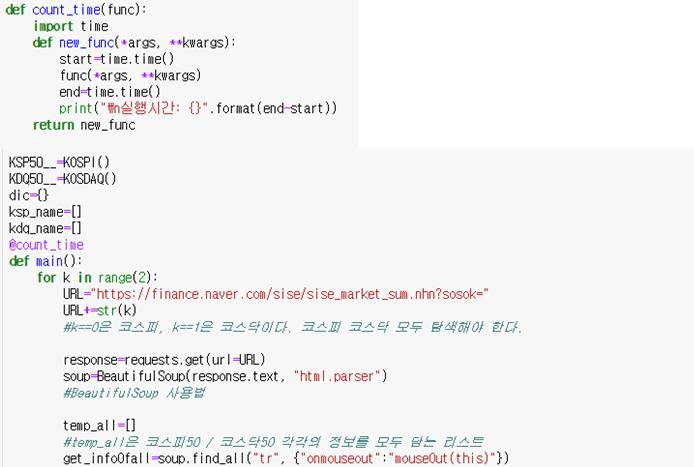 def count_time(func):
    import time
    def new_func(*args, **kwargs):
        start=time.time()
        func(*args, **kwargs)
        end=time.time()
        print("₩n실행시간: {}".format(end-start))
    return new_func
KSP50__=KOSPI()
KDQ50__=KOSDAQ()
dic={}
ksp_name=[]
kdq_name=[]
@count_time
def main():
    for k in range(2):
        URL="https://finance.naver.com/sise/sise_market_sum.nhn?sosok="
        URL+=str(k)
        #k==0은 코스피, k==1은 코스닥이다. 코스피 코스닥 모두 탐색해야 한다.
        response=requests.get(url=URL)
        soup=BeautifulSoup(response.text, "html.parser")
        #BeautifulSoup 사용법
        temp_all=[]
        #temp_all은 코스피50 / 코스닥50 각각의 정보를 모두 담는 리스트
        get_infoOfall=soup.find_all("tr", {"onmouseout":"mouseOut(this)"})